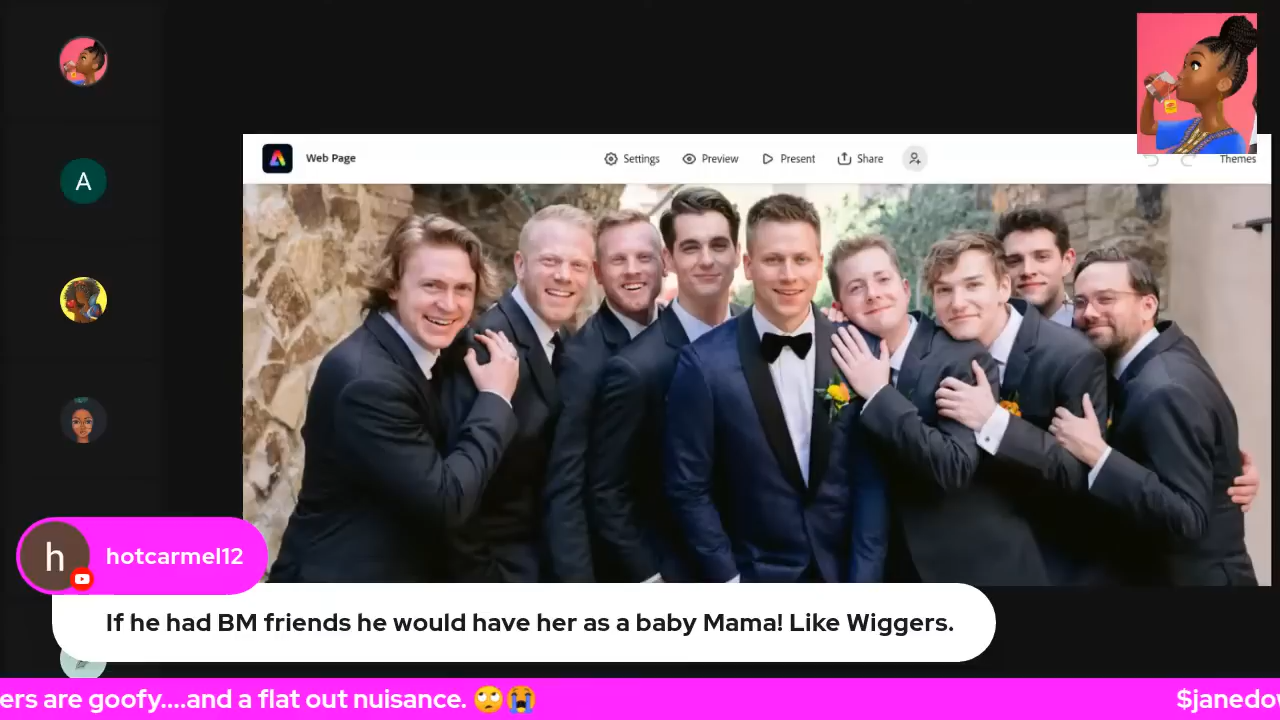 Web Page
Settings
Preview
Present
Share
Themes
A
h
hotcarmel12
If he had BM friends he would have her as a baby Mama! Like Wiggers.
ers are goofy....and a flat out nuisance. 🙄😭
$janedov